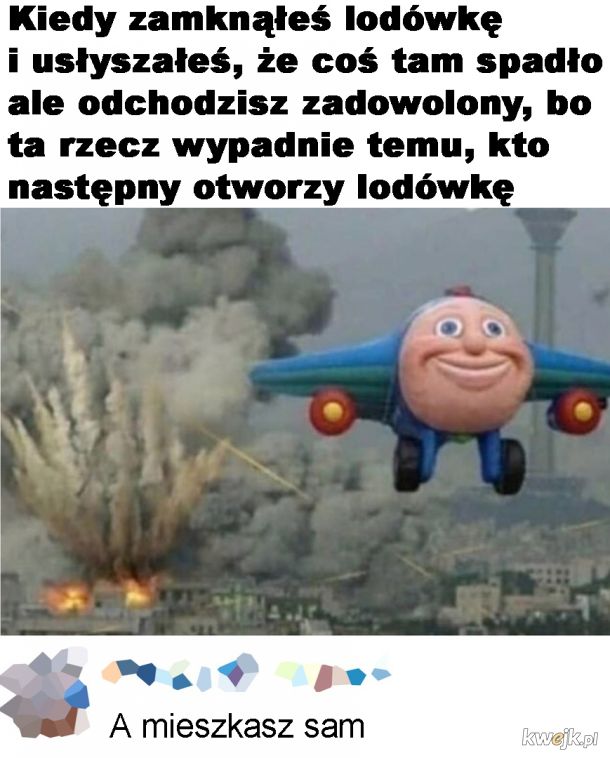 Kiedy zamknąłeś lodówkę
i usłyszałeś, że coś tam spadło
ale odchodzisz zadowolony, bo
ta rzecz wypadnie temu, kto
następny otworzy lodówkę
A mieszkasz sam
kwejk.pl